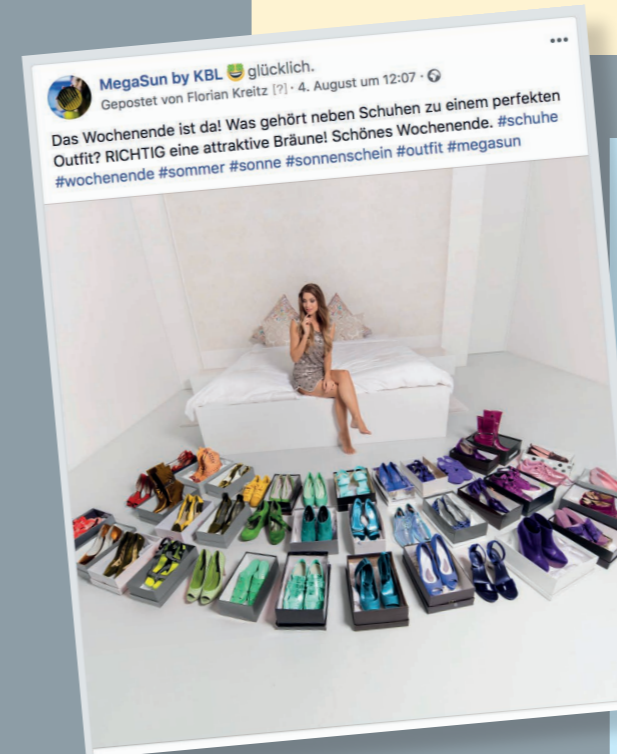 MegaSun by KBL glücklich.
Gepostet von Florian Kreitz [?] · 4. August um 12:07 ·
Das Wochenende ist da! Was gehört neben Schuhen zu einem perfekten
Outfit? RICHTIG eine attraktive Bräune! Schönes Wochenende. #schuhe
#wochenende #sommer #sonne #sonnenschein #outfit #megasun